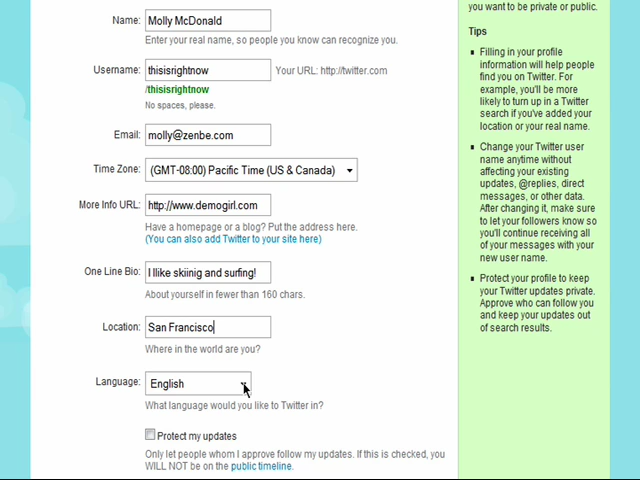 you want to be private or public.
Name: Molly McDonald
Enter your real name, so people you know can recognize you.
Username: thisisrightnow Your URL: http://twitter.com
/thisisrightnow
No spaces, please.
Email: molly@zenbe.com
Time Zone: (GMT-08:00) Pacific Time (US & Canada)
More Info URL: http://www.demogirl.com
Have a homepage or a blog? Put the address here.
(You can also add Twitter to your site here)
One Line Bio: I llike skiinig and surfing!
About yourself in fewer than 160 chars.
Location: San Francisco
Where in the world are you?
Language: English
What language would you like to Twitter in?
Protect my updates
Only let people whom I approve follow my updates. If this is checked, you
WILL NOT be on the public timeline.
Tips
Filling in your profile
information will help people
find you on Twitter. For
example, you'll be more
likely to turn up in a Twitter
search if you've added your
location or your real name.
Change your Twitter user
name anytime without
affecting your existing
updates, @replies, direct
messages, or other data.
After changing it, make sure
to let your followers know so
you'll continue receiving all
of your messages with your
new user name.
Protect your profile to keep
your Twitter updates private.
Approve who can follow you
and keep your updates out
of search results.